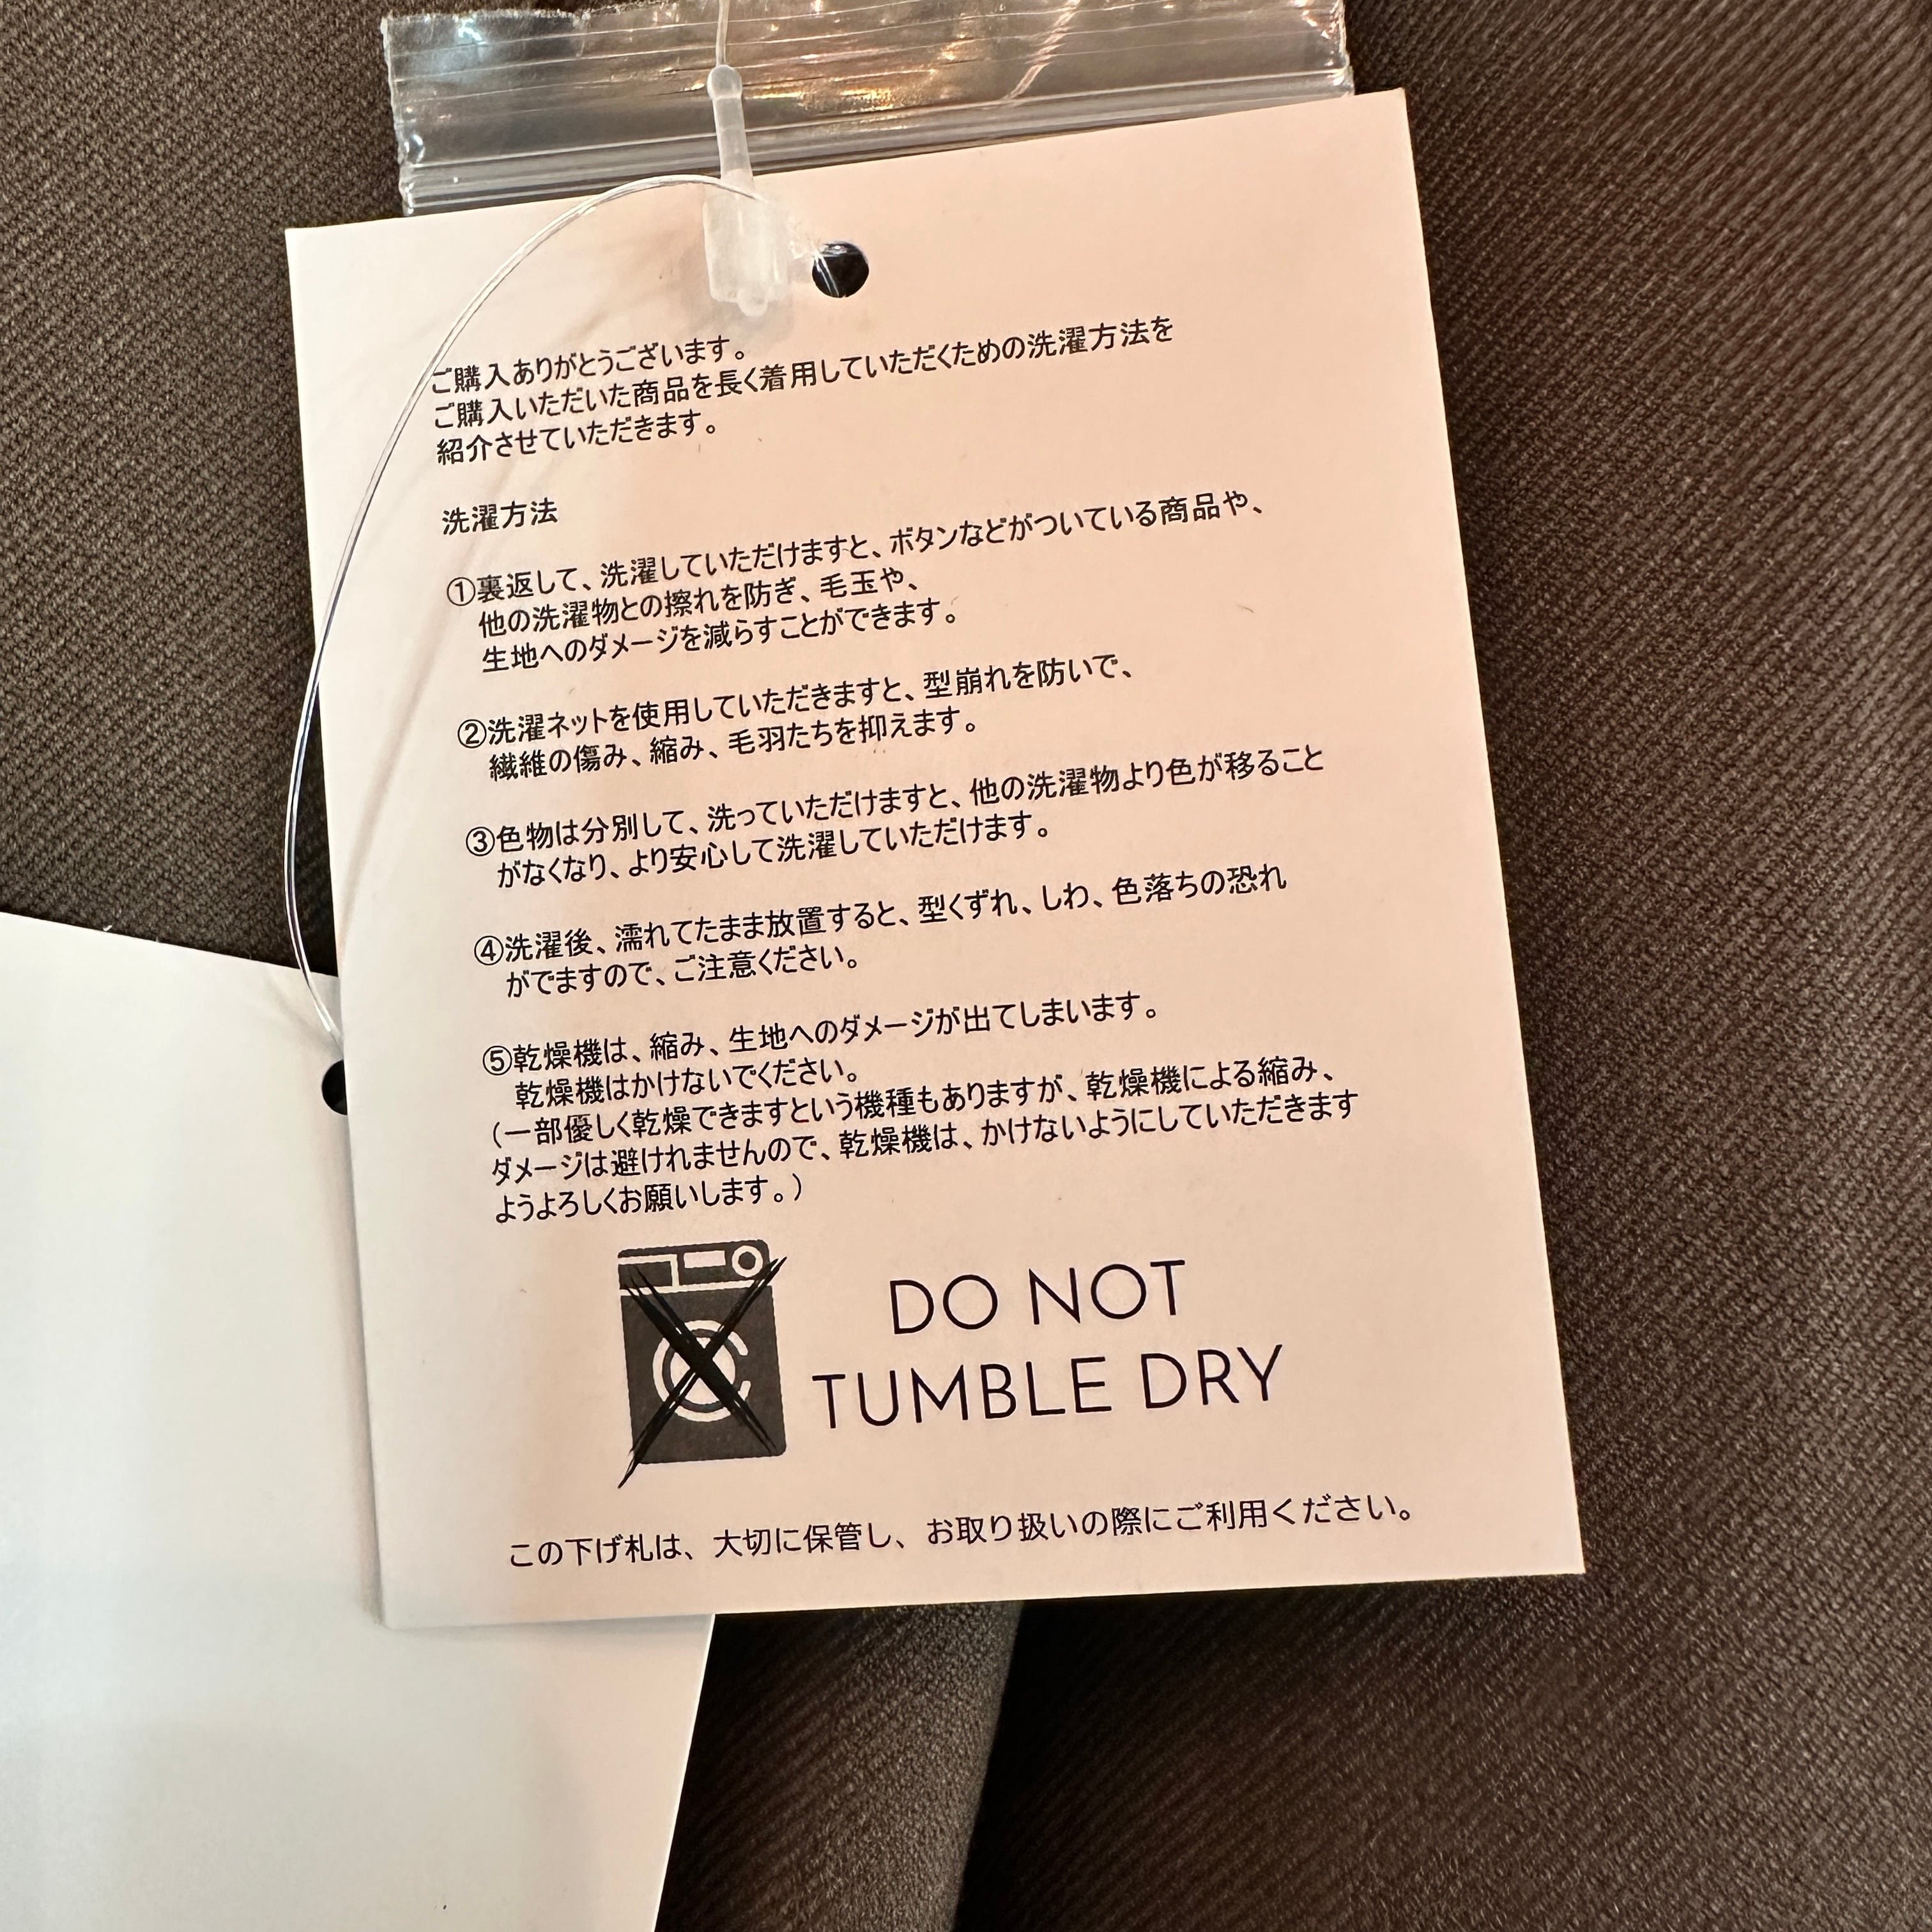 ご購入ありがとうございます。
ご購入いただいた商品を長く着用していただくための洗濯方法を
紹介させていただきます。
洗濯方法
①裏返して、洗濯していただけますと、ボタンなどがついている商品や、
他の洗濯物との擦れを防ぎ、毛玉や、
生地へのダメージを減らすことができます。
②洗濯ネットを使用していただきますと、型崩れを防いで、
繊維の傷み、縮み、毛羽たちを抑えます。
③色物は分別して、洗っていただけますと、他の洗濯物より色が移ること
がなくなり、より安心して洗濯していただけます。
④洗濯後、濡れてたまま放置すると、型くずれ、しわ、色落ちの恐れ
がでますので、ご注意ください。
⑤乾燥機は、縮み、生地へのダメージが出てしまいます。
乾燥機はかけないでください。
(一部優しく乾燥できますという機種もありますが、乾燥機による縮み、
ダメージは避けれませんので、乾燥機は、かけないようにしていただきます
ようよろしくお願いします。)
DO NOT
TUMBLE DRY
この下げ札は、大切に保管し、お取り扱いの際にご利用ください。